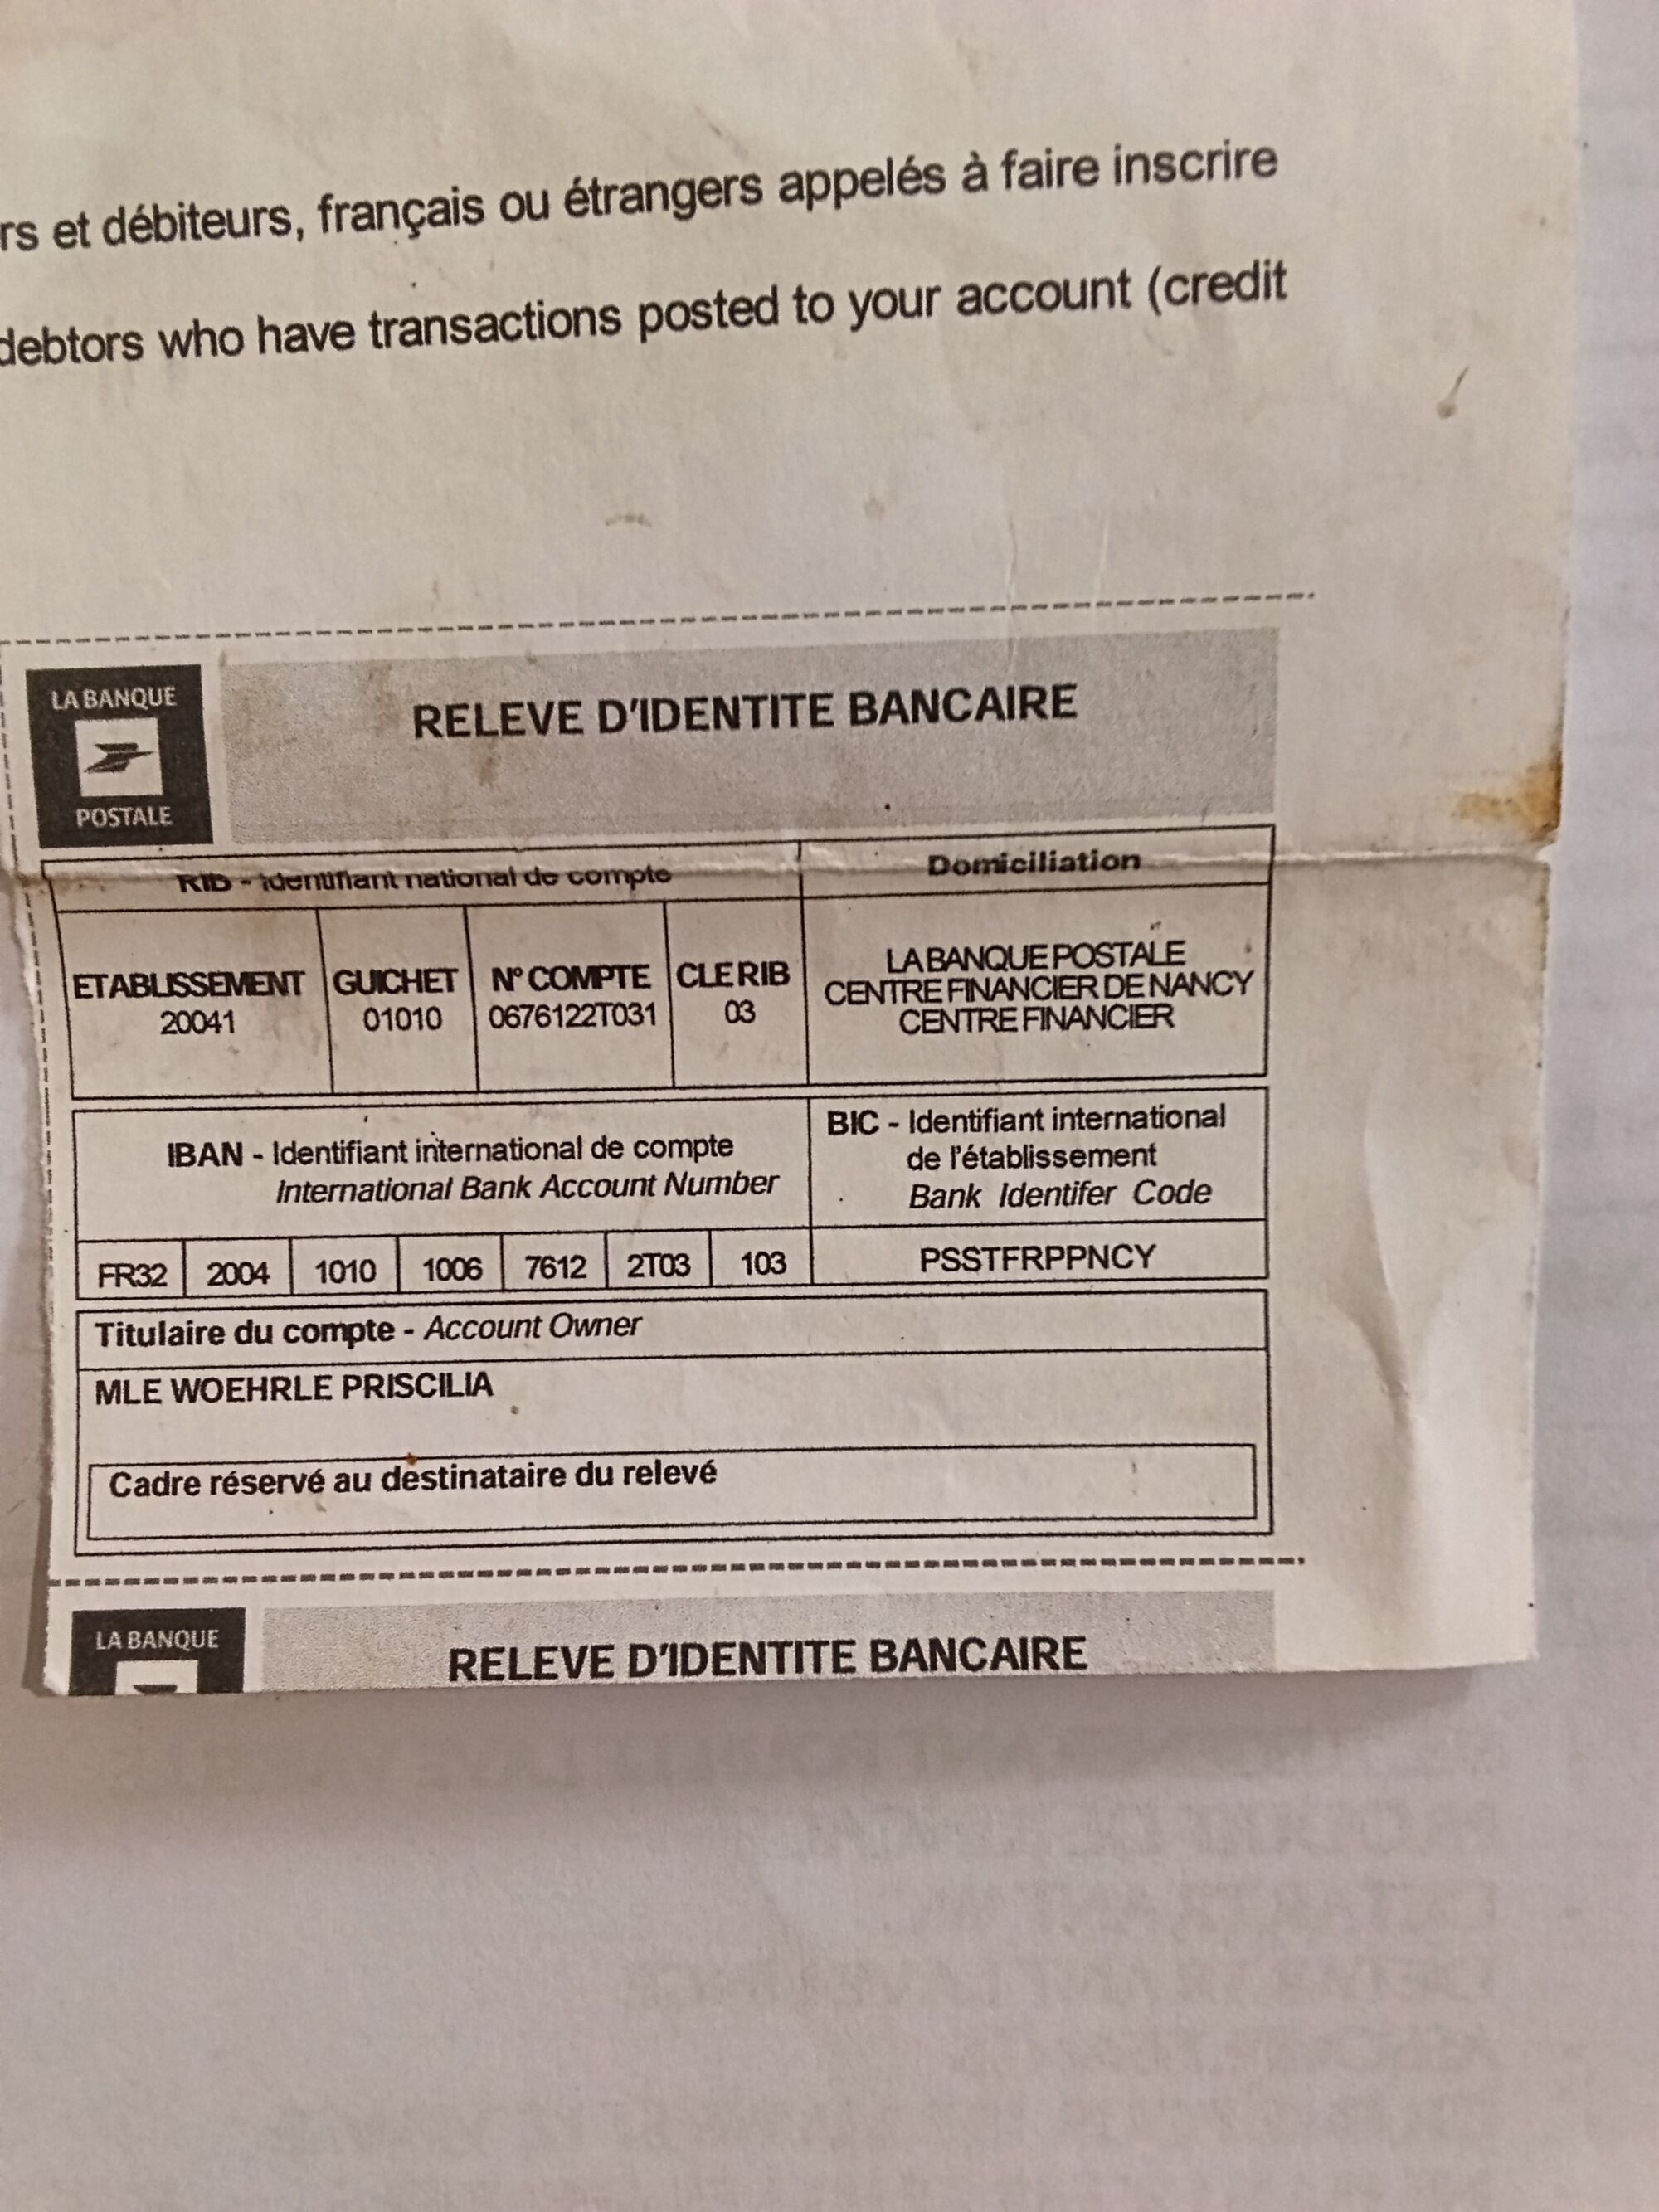 rs et débiteurs, français ou étrangers appelés à faire inscrire
debtors who have transactions posted to your account (credit
LA BANQUE
POSTALE
RELEVE D'IDENTITE BANCAIRE
RIB - Identifiant national de compte
Domiciliation
ETABLISSEMENT GUICHET N° COMPTE CLE RIB
20041 01010 0676122T031 03
LA BANQUE POSTALE
CENTRE FINANCIER DE NANCY
CENTRE FINANCIER
IBAN - Identifiant international de compte
International Bank Account Number
BIC - Identifiant international
de l'établissement
Bank Identifer Code
FR32 2004 1010 1006 7612 2T03 103 PSSTFRPPNCY
Titulaire du compte - Account Owner
MLE WOEHRLE PRISCILIA
Cadre réservé au destinataire du relevé
LA BANQUE
RELEVE D'IDENTITE BANCAIRE